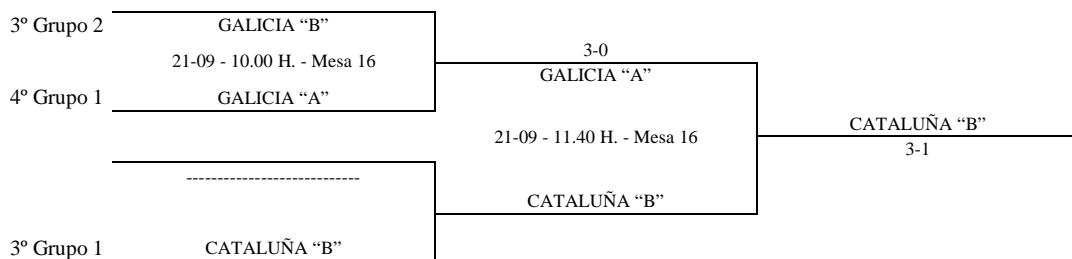 3º Grupo 2
GALICIA “B”
21-09 - 10.00 H. - Mesa 16
3-0
GALICIA “A”
4º Grupo 1
GALICIA “A”
21-09 - 11.40 H. - Mesa 16
CATALUÑA “B”
3-1
----------------------------
CATALUÑA “B”
3º Grupo 1
CATALUÑA “B”